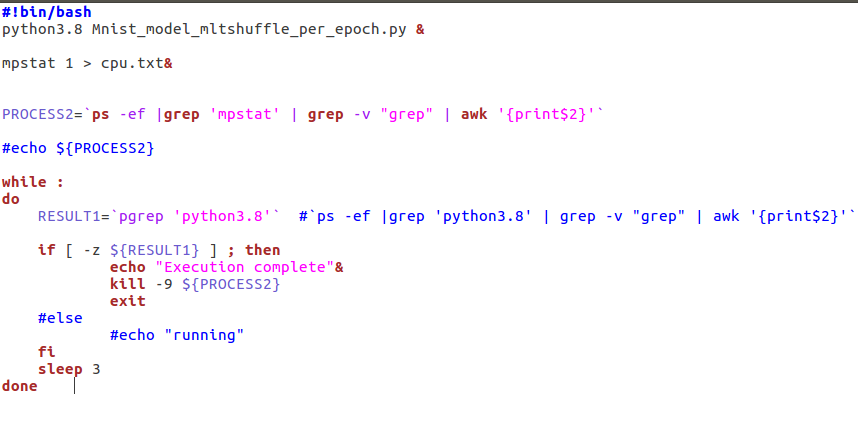 #!bin/bash
python3.8 Mnist_model_mltshuffle_per_epoch.py &
mpstat 1 > cpu.txt&
PROCESS2=`ps -ef |grep 'mpstat' | grep -v "grep" | awk '{print$2}'`
#echo ${PROCESS2}
while :
do
RESULT1=`pgrep 'python3.8'`  #`ps -ef |grep 'python3.8' | grep -v "grep" | awk '{print$2}'`
if [ -z ${RESULT1} ] ; then
echo "Execution complete"&
kill -9 ${PROCESS2}
exit
#else
#echo "running"
fi
sleep 3
done